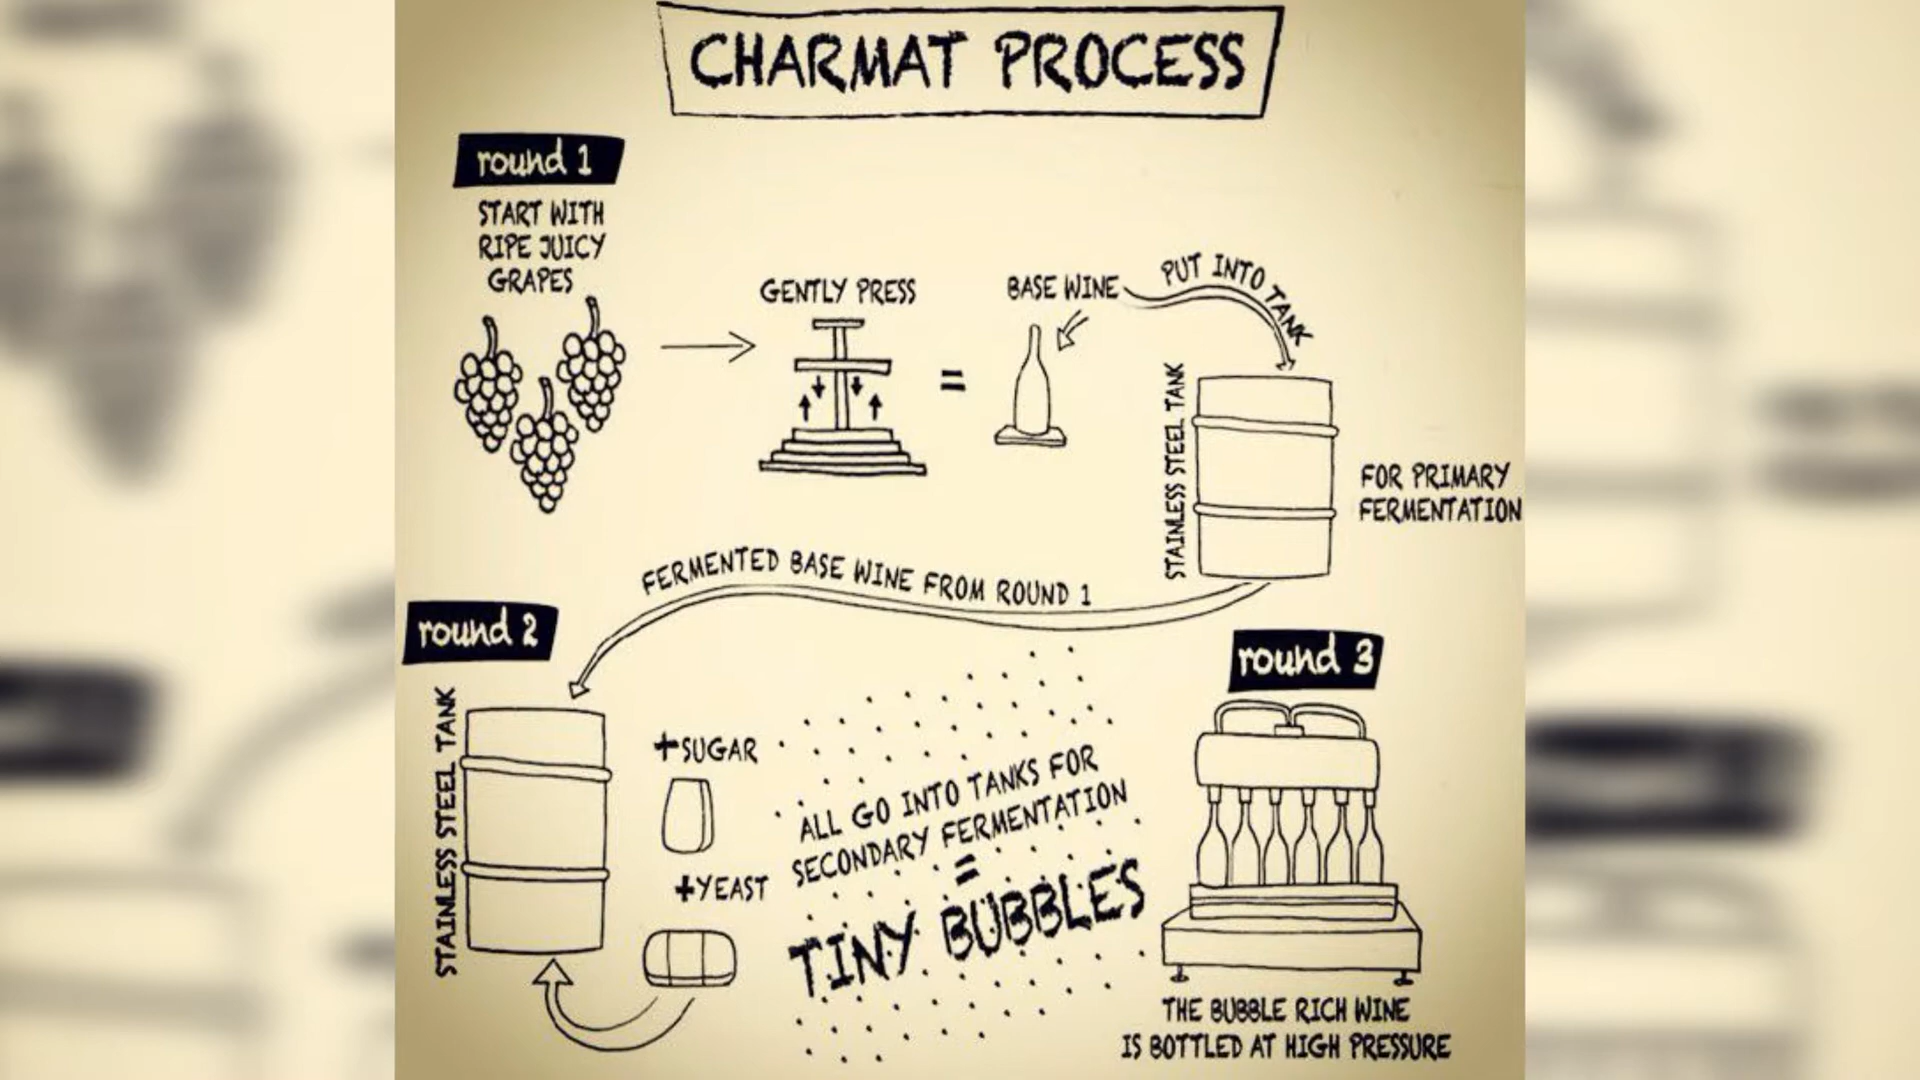 CHARMAT PROCESS
round 1
START WITH
RIPE JUICY
GRAPES
GENTLY PRESS
=
BASE WINE
PUT INTO TANK
STAINLESS STEEL TANK
FOR PRIMARY
FERMENTATION
FERMENTED BASE WINE FROM ROUND 1
round 2
STAINLESS STEEL TANK
+SUGAR
+YEAST
ALL GO INTO TANKS FOR
SECONDARY FERMENTATION
=
TINY BUBBLES
round 3
THE BUBBLE RICH WINE
IS BOTTLED AT HIGH PRESSURE